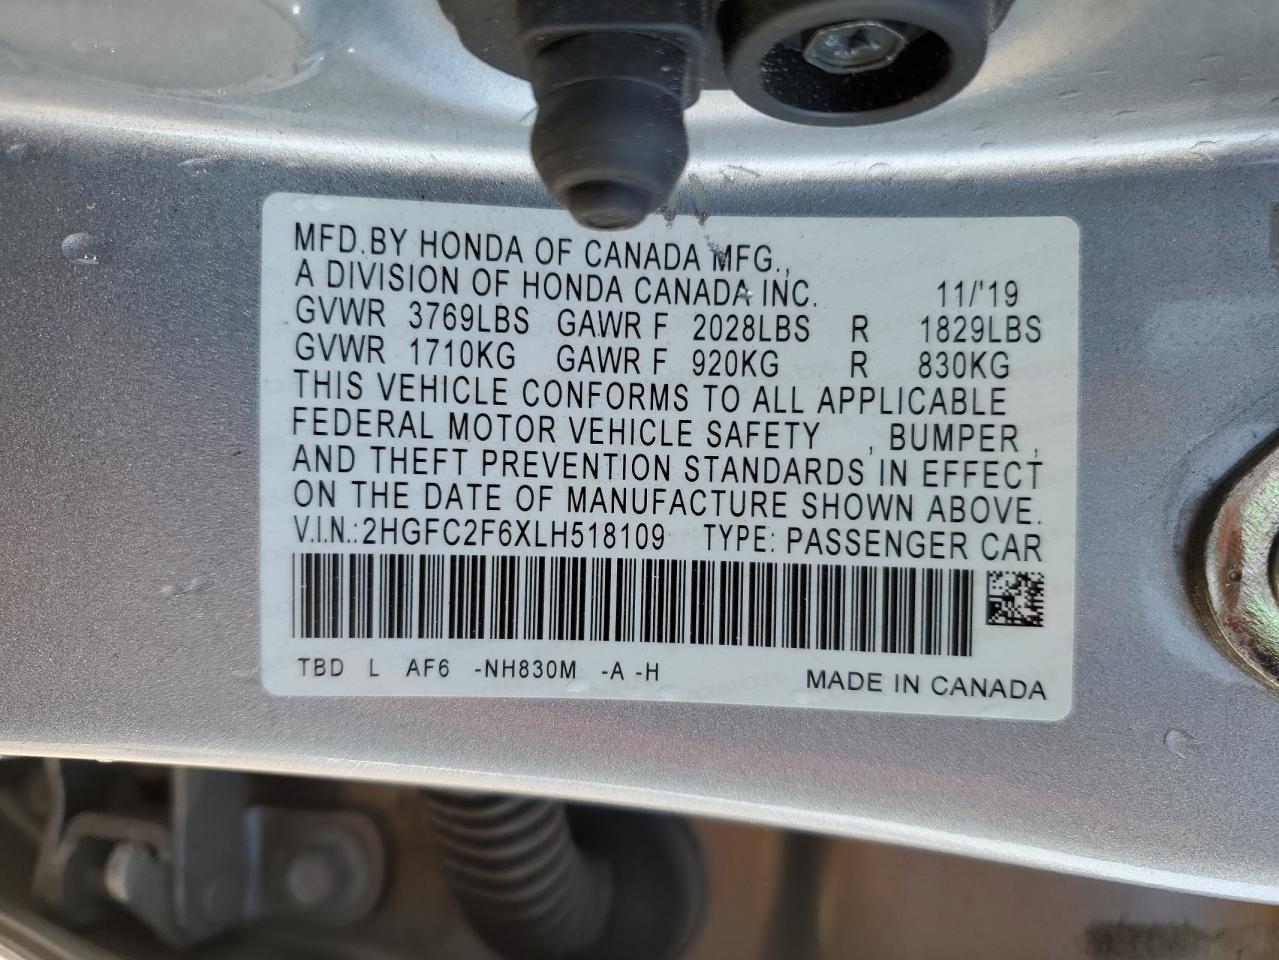 MFD. BY HONDA OF CANADA MFG.,
A DIVISION OF HONDA CANADA INC. 11/'19
GVWR 3769LBS GAWR F 2028LBS R 1829LBS
GVWR 1710KG GAWR F 920KG R 830KG
THIS VEHICLE CONFORMS TO ALL APPLICABLE
FEDERAL MOTOR VEHICLE SAFETY , BUMPER ,
AND THEFT PREVENTION STANDARDS IN EFFECT
ON THE DATE OF MANUFACTURE SHOWN ABOVE.
V.I.N.: 2HGFC2F6XLH518109 TYPE: PASSENGER CAR
TBD L AF6 -NH830M -A -H MADE IN CANADA